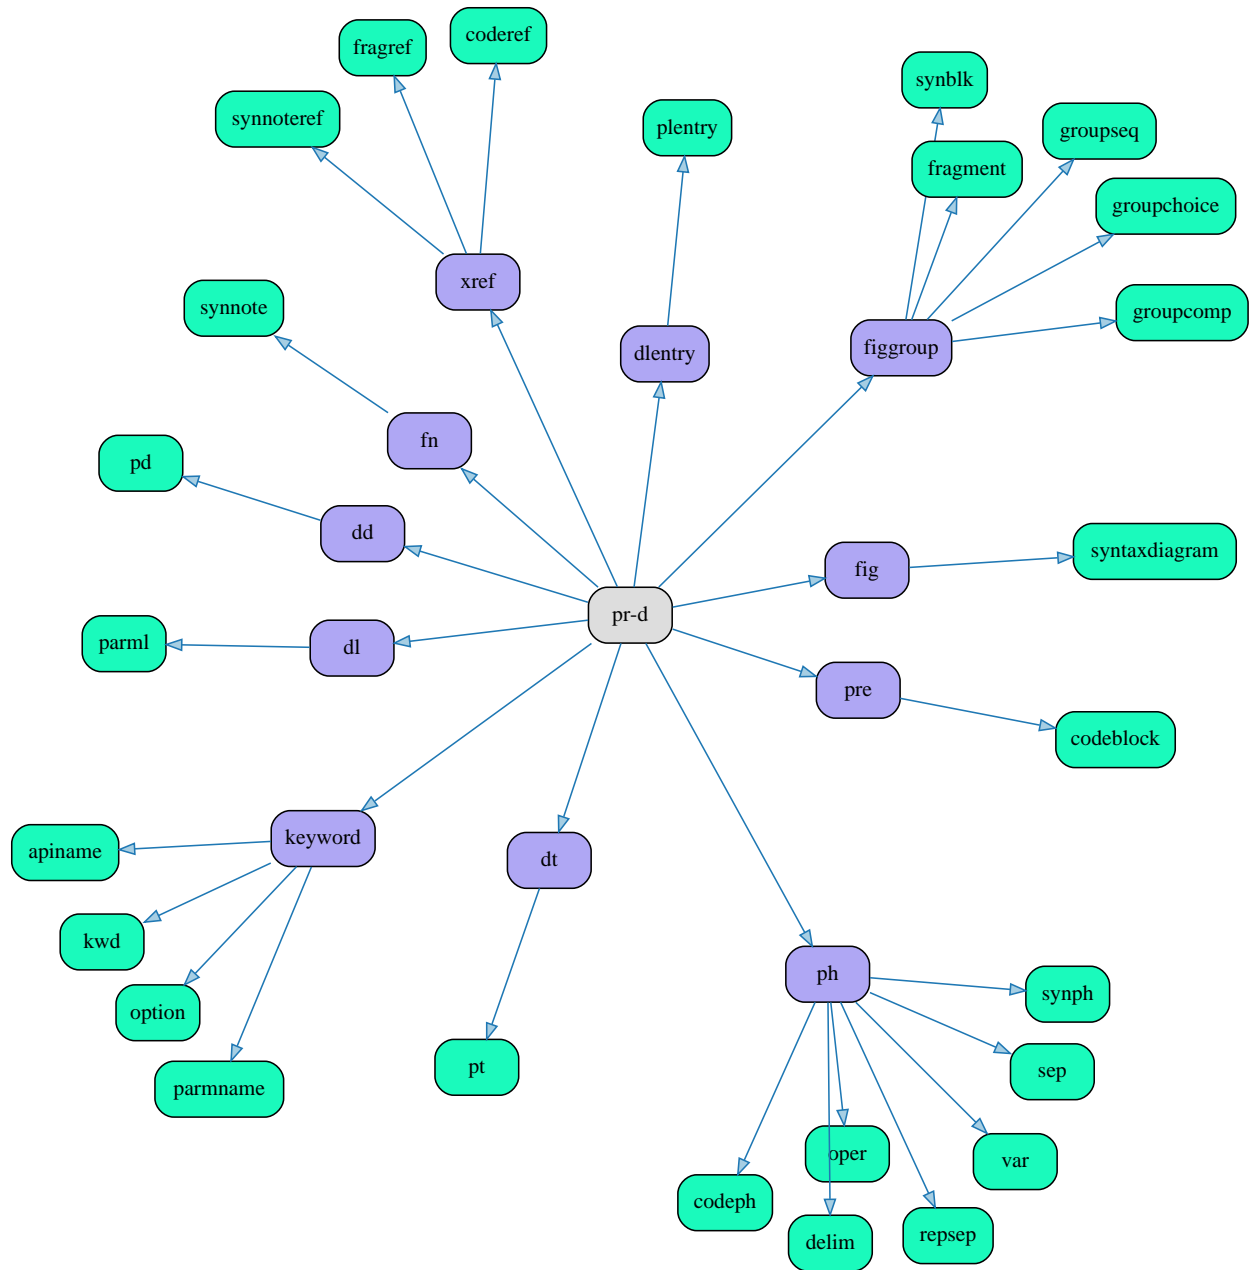 coderef
fragref
synblk
synnoteref
plentry
groupseq
fragment
groupchoice
xref
synnote
groupcomp
dlentry
figgroup
fn
pd
dd
syntaxdiagram
fig
pr-d
parml
dl
pre
codeblock
keyword
apiname
dt
kwd
ph
synph
option
pt
sep
parmname
oper
var
codeph
repsep
delim